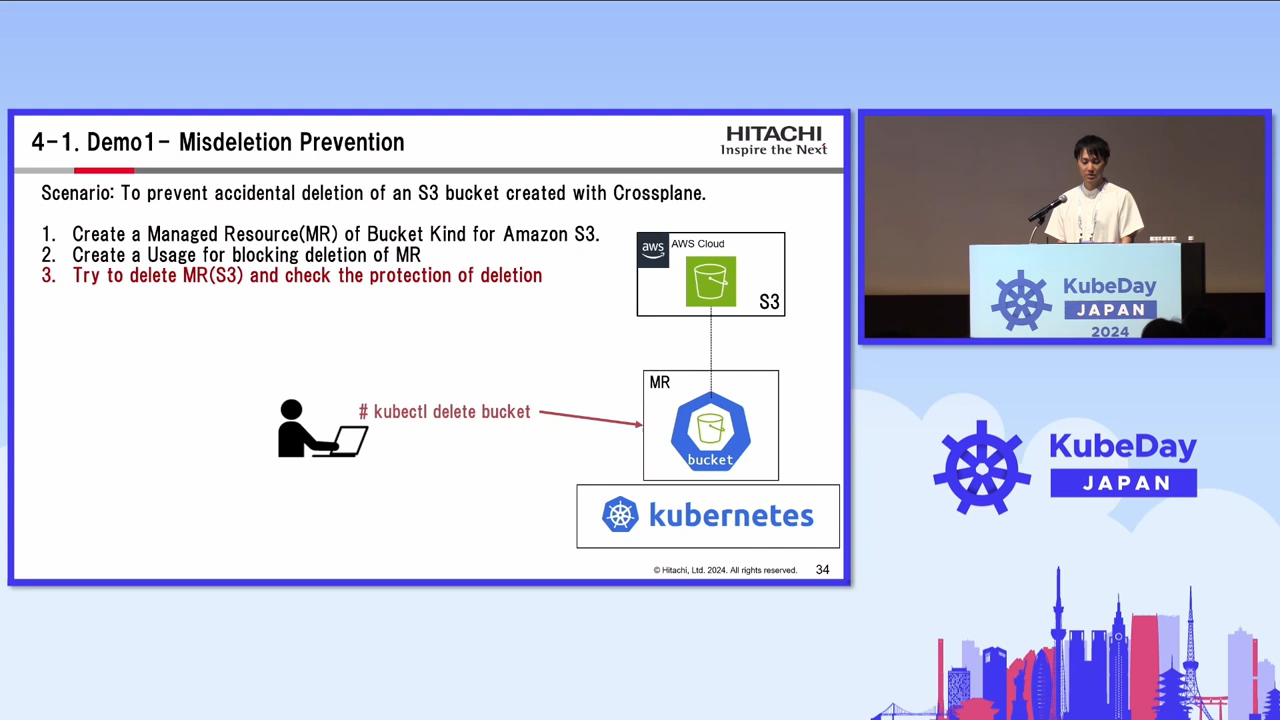 4-1. Demo1- Misdeletion Prevention
HITACHI
Inspire the Next
Scenario: To prevent accidental deletion of an S3 bucket created with Crossplane.
1. Create a Managed Resource(MR) of Bucket Kind for Amazon S3.
2. Create a Usage for blocking deletion of MR
3. Try to delete MR(S3) and check the protection of deletion
aws
AWS Cloud
S3
MR
# kubectl delete bucket
bucket
kubernetes
© Hitachi, Ltd. 2024. All rights reserved.
34
KubeDay
JAPAN
2024
KubeDay
JAPAN